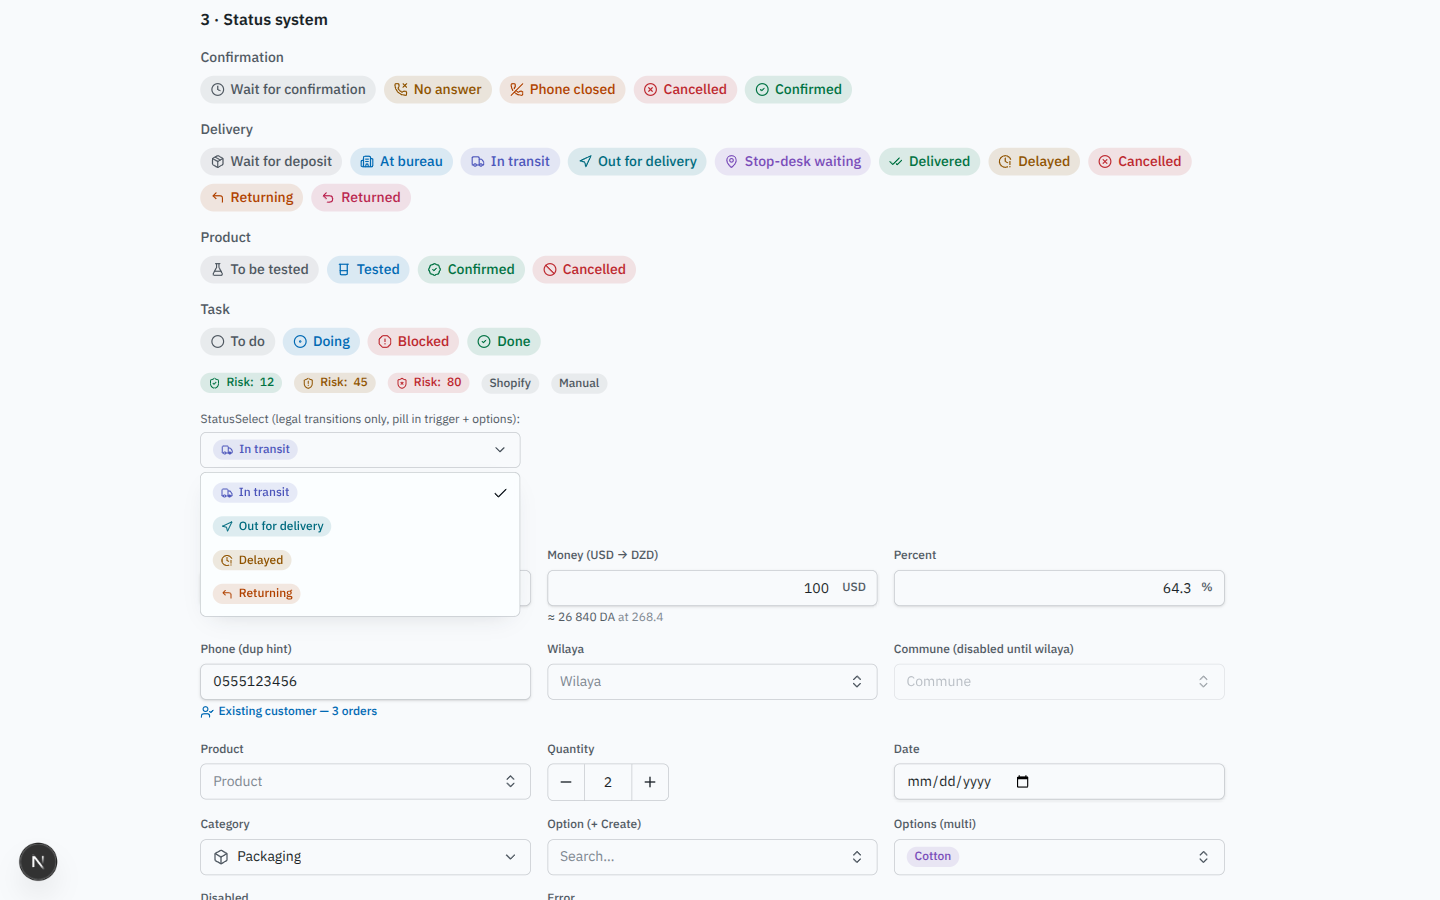 3 · Status system
Confirmation
Wait for confirmation No answer Phone closed Cancelled Confirmed
Delivery
Wait for deposit At bureau In transit Out for delivery Stop-desk waiting Delivered Delayed Cancelled
Returning Returned
Product
To be tested Tested Confirmed Cancelled
Task
To do Doing Blocked Done
Risk: 12 Risk: 45 Risk: 80 Shopify Manual
StatusSelect (legal transitions only, pill in trigger + options):
In transit
In transit
Out for delivery
Delayed
Returning
Money (USD → DZD) Percent
100 USD 64.3 %
≈ 26 840 DA at 268.4
Phone (dup hint) Wilaya Commune (disabled until wilaya)
0555123456 Wilaya Commune
Existing customer — 3 orders
Product Quantity Date
Product 2 mm/dd/yyyy
Category Option (+ Create) Options (multi)
Packaging Search... Cotton
N
Disabled Error